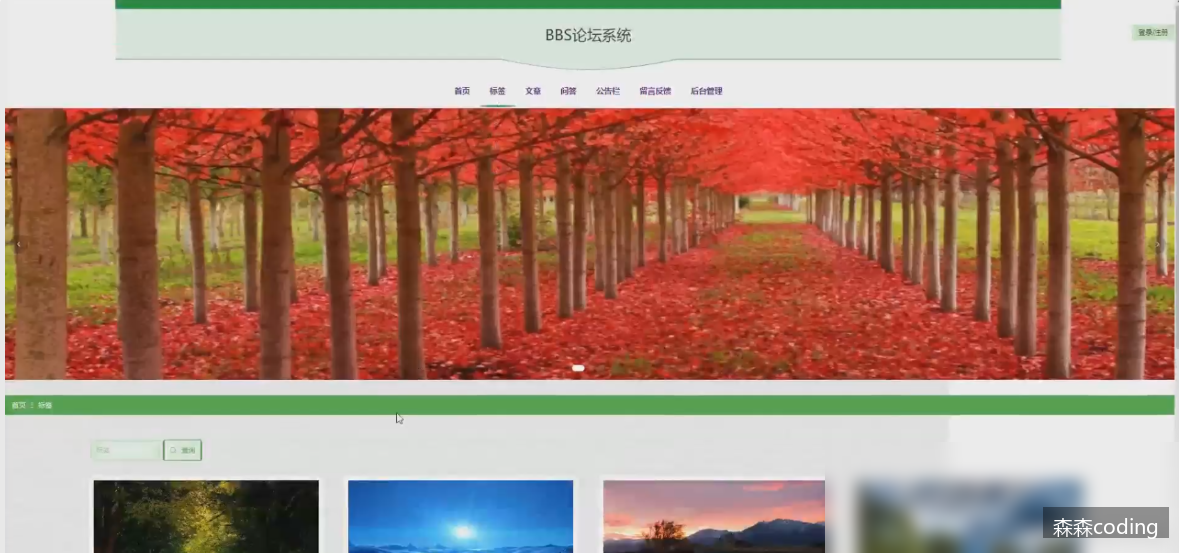 BBS论坛系统
登录/注册
首页 标签 文章 问答 公告栏 留言反馈 后台管理
首页 标签
标签 查询
森森coding